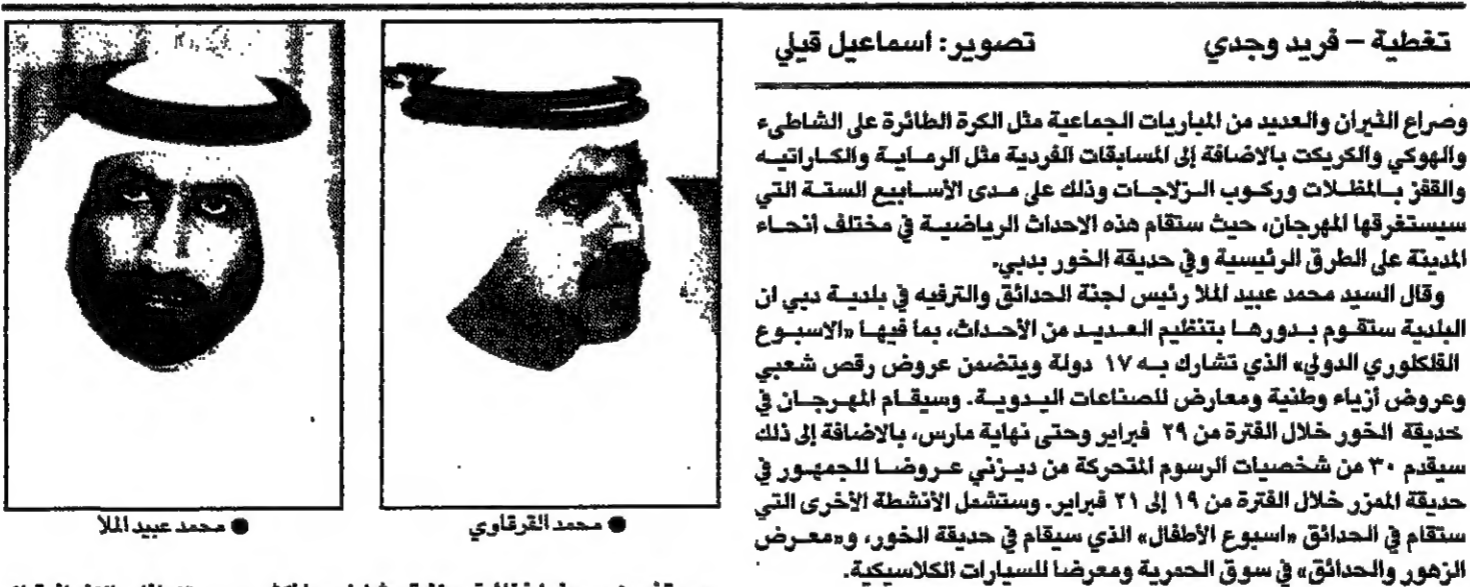 تغطية – فريد وجدي
تصوير: اسماعيل قيلي
وصراع الثيران والعديد من المباريات الجماعية مثل الكرة الطائرة على الشاطىء
والهوكي والكريكت بالاضافة إلى المسابقات الفردية مثل الرماية والكاراتيه
والقفز بالمظلات وركوب الزلاجات وذلك على مدى الأسابيع الستة التي
سيستغرقها المهرجان، حيث ستقام هذه الاحداث الرياضية في مختلف أنحاء
المدينة على الطرق الرئيسية وفي حديقة الخور بدبي.
وقال السيد محمد عبيد الملا رئيس لجنة الحدائق والترفيه في بلدية دبي ان
البلدية ستقوم بدورها بتنظيم العديد من الأحداث، بما فيها «الاسبوع
الفلكلوري الدولي» الذي تشارك به ١٧ دولة ويتضمن عروض رقص شعبي
وعروض أزياء وطنية ومعارض للصناعات اليدوية. وسيقام المهرجان في
حديقة الخور خلال الفترة من ٢٩ فبراير وحتى نهاية مارس، بالاضافة إلى ذلك
سيقدم ٣٠ من شخصيات الرسوم المتحركة من ديزني عروضا للجمهور في
حديقة الممزر خلال الفترة من ١٩ إلى ٢١ فبراير. وستشمل الأنشطة الأخرى التي
ستقام في الحدائق «اسبوع الأطفال» الذي سيقام في حديقة الخور، و«معرض
الزهور والحدائق» في سوق الحمرية ومعرضا للسيارات الكلاسيكية.
● محمد القرقاوي
● محمد عبيد الملا